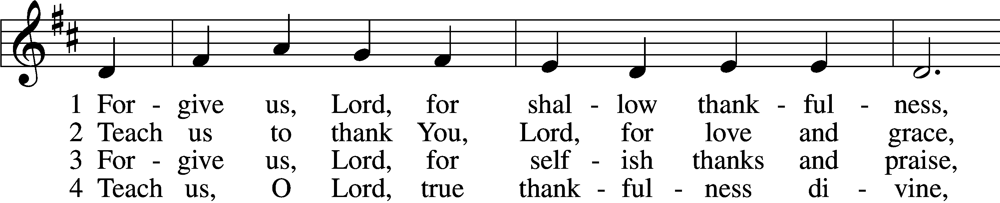 1 For - give us, Lord, for shal - low thank - ful - ness,
2 Teach us to thank You, Lord, for love and grace,
3 For - give us, Lord, for self - ish thanks and praise,
4 Teach us, O Lord, true thank - ful - ness di - vine,